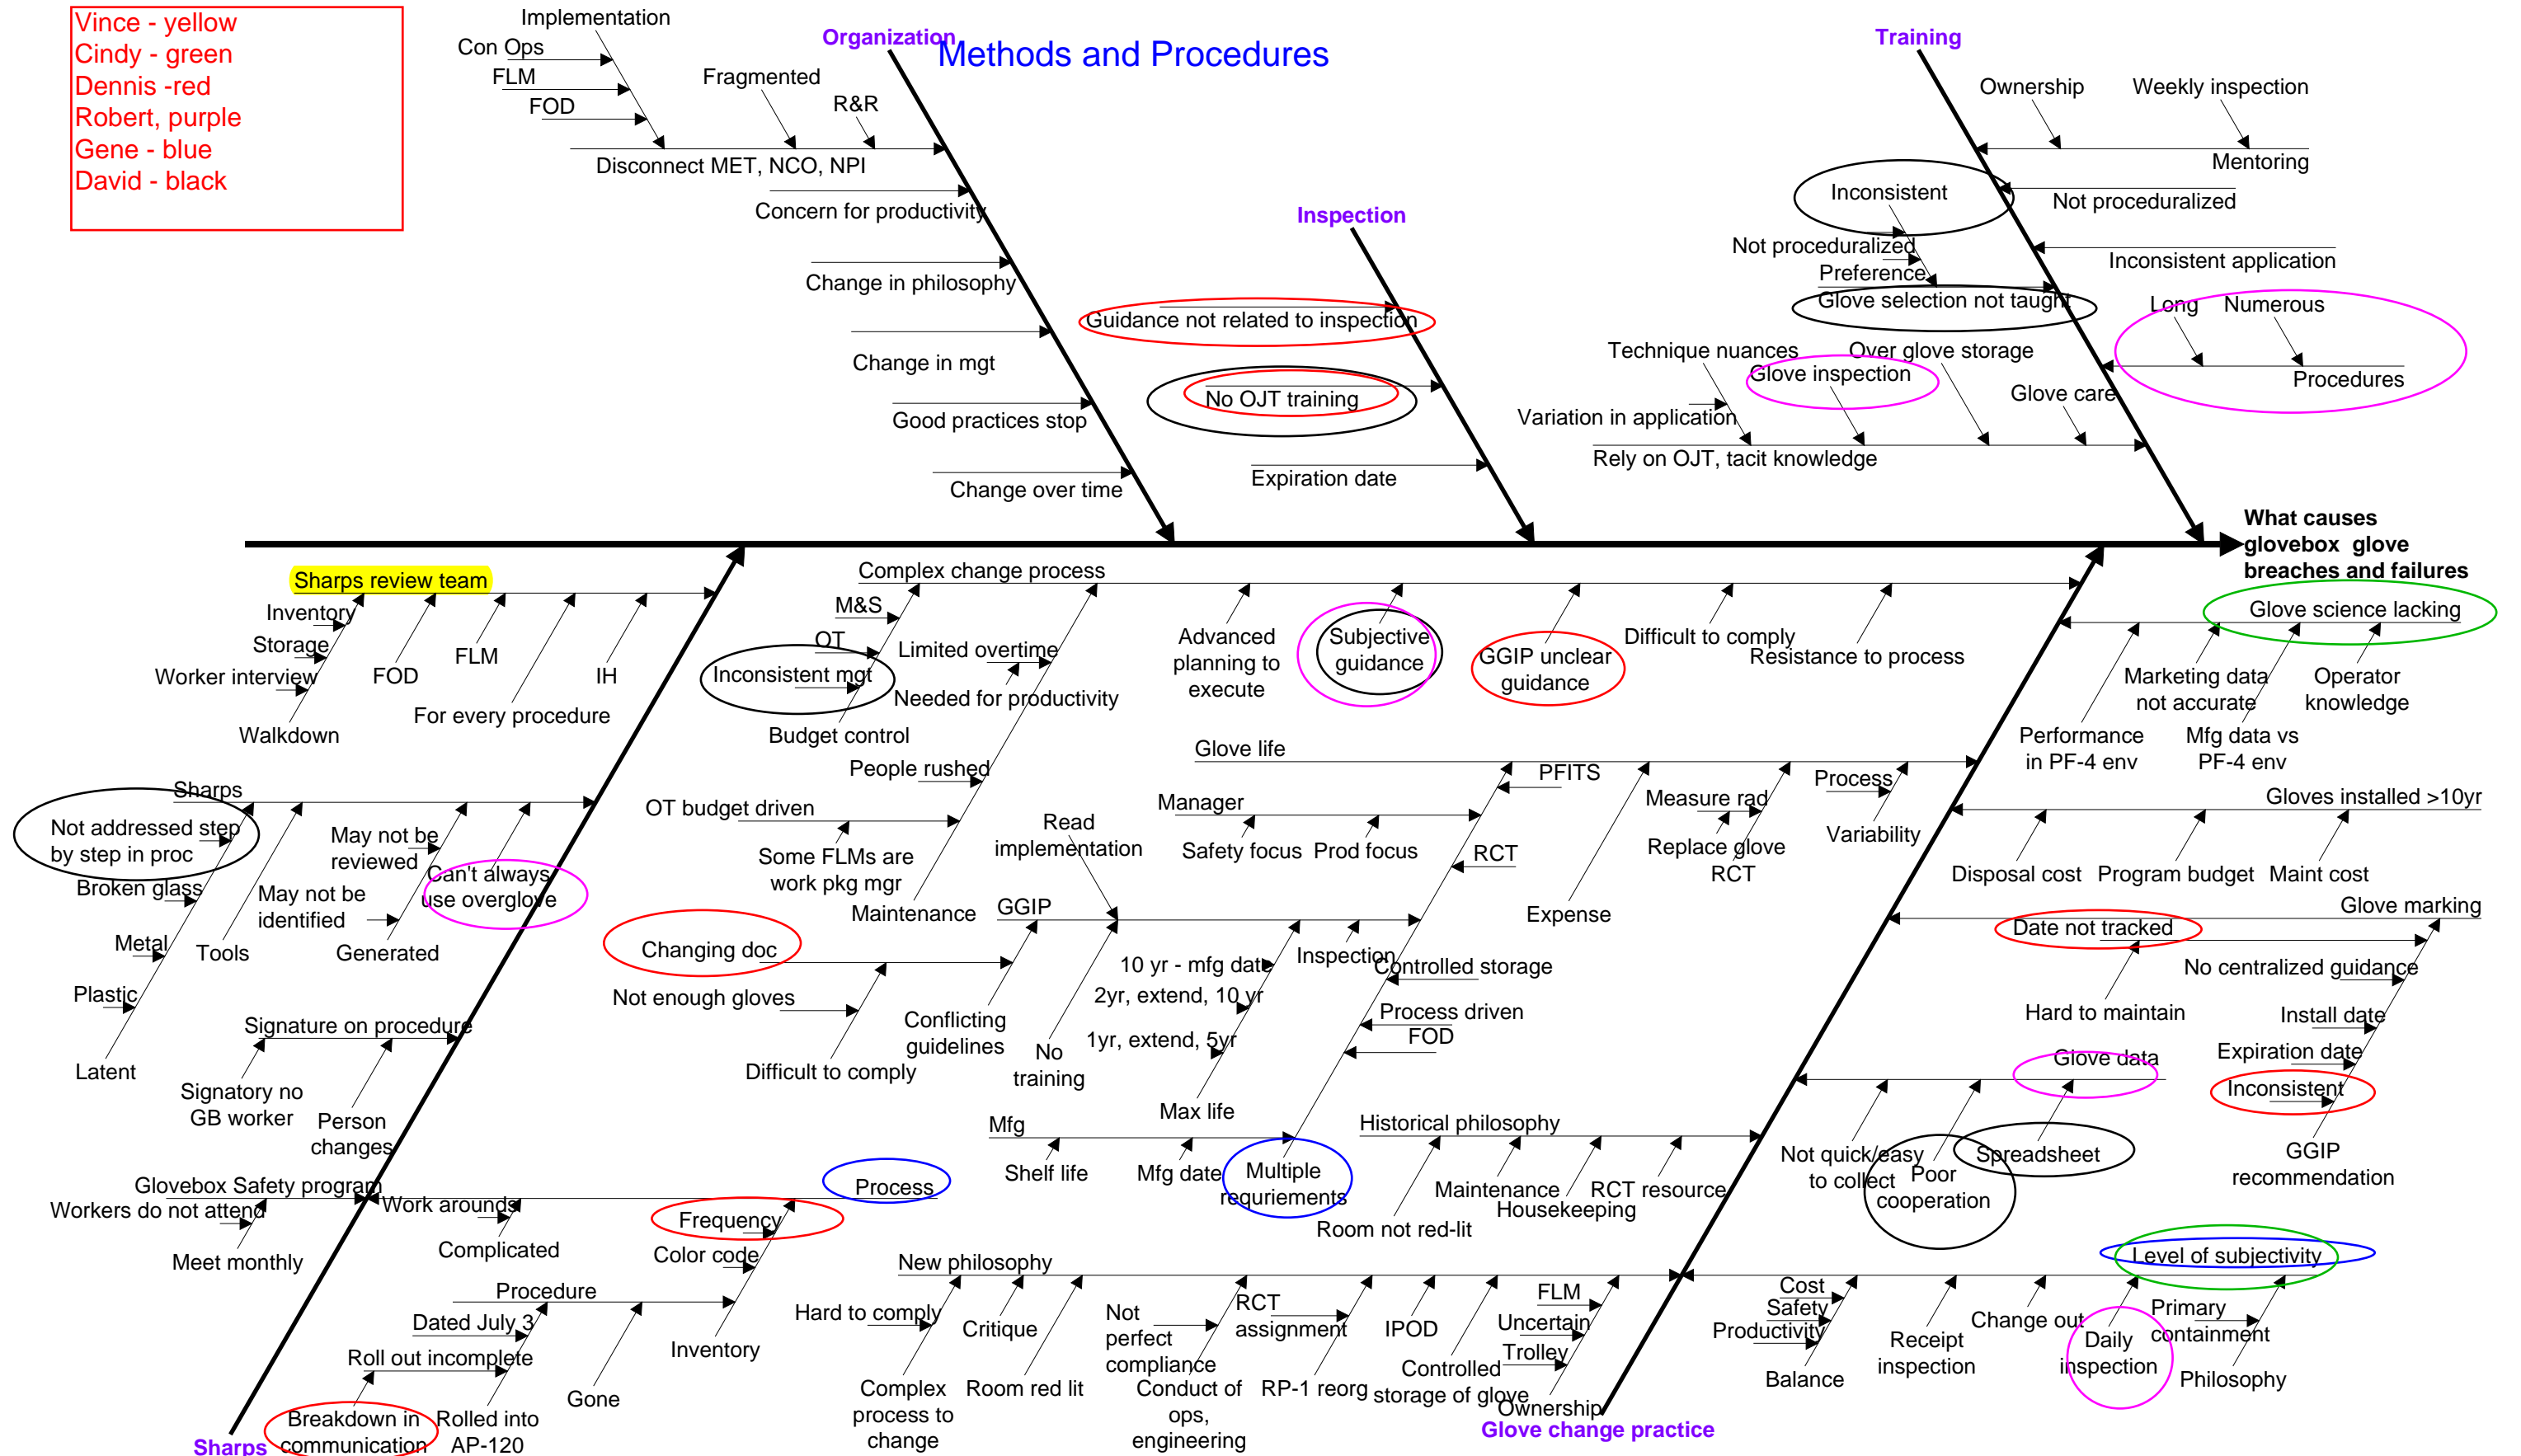 Vince - yellow
Cindy - green
Dennis -red
Robert, purple
Gene - blue
David - black
Methods and Procedures
Organization
Implementation
Con Ops
FLM
FOD
Fragmented
R&R
Disconnect MET, NCO, NPI
Concern for productivity
Change in philosophy
Change in mgt
Good practices stop
Change over time
Inspection
Guidance not related to inspection
No OJT training
Expiration date
Training
Ownership
Weekly inspection
Mentoring
Inconsistent
Not proceduralized
Not proceduralized
Preference
Glove selection not taught
Inconsistent application
Long
Numerous
Procedures
Technique nuances
Over glove storage
Glove inspection
Glove care
Variation in application
Rely on OJT, tacit knowledge
What causes
glovebox  glove
breaches and failures
Sharps review team
Inventory
Storage
Worker interview
Walkdown
FOD
FLM
For every procedure
IH
Sharps
Not addressed step
by step in proc
Broken glass
Metal
Plastic
Latent
Tools
May not be
reviewed
May not be
identified
Generated
Can't always
use overglove
Signature on procedure
Signatory no
GB worker
Person
changes
Glovebox Safety program
Workers do not attend
Meet monthly
Process
Work arounds
Complicated
Frequency
Color code
Inventory
Procedure
Dated July 3
Roll out incomplete
Breakdown in
communication
Rolled into
AP-120
Gone
Sharps
Complex change process
M&S
OT
Inconsistent mgt
Budget control
Limited overtime
Needed for productivity
People rushed
OT budget driven
Some FLMs are
work pkg mgr
Maintenance
Advanced
planning to
execute
Subjective
guidance
GGIP unclear
guidance
Difficult to comply
Resistance to process
Glove life
PFITS
Manager
Safety focus
Prod focus
RCT
Read
implementation
GGIP
Changing doc
Not enough gloves
Difficult to comply
Conflicting
guidelines
No
training
10 yr - mfg date
2yr, extend, 10 yr
1yr, extend, 5yr
Max life
Inspection
Controlled storage
Process driven
FOD
Mfg
Shelf life
Mfg date
Multiple
requriements
Expense
Measure rad
Replace glove
RCT
Process
Variability
Historical philosophy
Room not red-lit
Maintenance
Housekeeping
RCT resource
New philosophy
Hard to comply
Complex
process to
change
Critique
Room red lit
Not
perfect
compliance
Conduct of
ops,
engineering
RCT
assignment
RP-1 reorg
IPOD
Controlled
storage of glove
FLM
Uncertain
Trolley
Ownership
Glove change practice
Glove science lacking
Performance
in PF-4 env
Marketing data
not accurate
Mfg data vs
PF-4 env
Operator
knowledge
Gloves installed >10yr
Disposal cost
Program budget
Maint cost
Glove marking
Date not tracked
Hard to maintain
No centralized guidance
Install date
Expiration date
Inconsistent
GGIP
recommendation
Glove data
Not quick/easy
to collect
Poor
cooperation
Spreadsheet
Level of subjectivity
Cost
Safety
Productivity
Balance
Receipt
inspection
Change out
Daily
inspection
Primary
containment
Philosophy